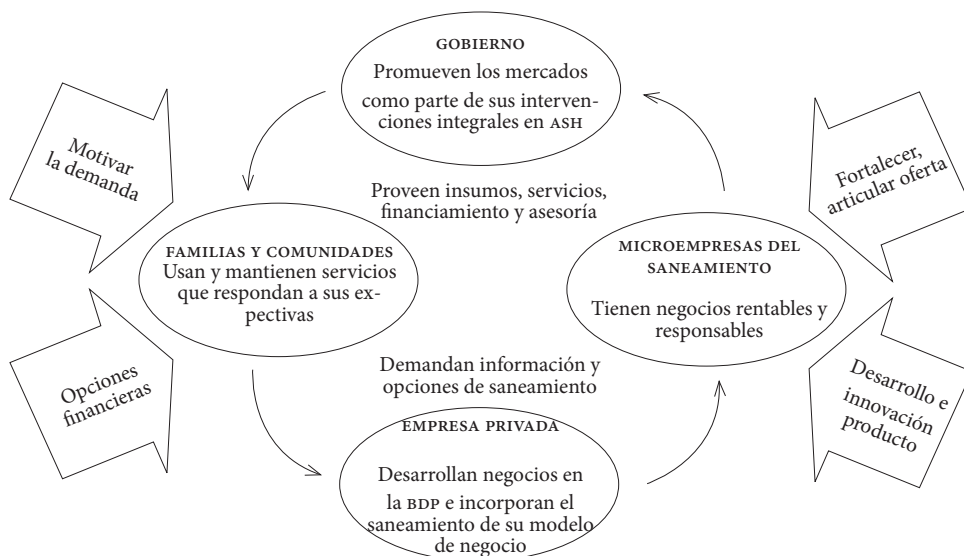 GOBIERNO
Promueven los mercados
como parte de sus interven-
ciones integrales en ASH
Motivar
la demanda
Fortalecer,
articular oferta
Proveen insumos, servicios,
financiamiento y asesoría
FAMILIAS Y COMUNIDADES
Usan y mantienen servicios
que respondan a sus ex-
pectivas
MICROEMPRESAS DEL
SANEAMIENTO
Tienen negocios rentables y
responsables
Opciones
financieras
Demandan información y
opciones de saneamiento
Desarrollo e
innovación
producto
EMPRESA PRIVADA
Desarrollan negocios en
la BDP e incorporan el
saneamiento de su modelo
de negocio